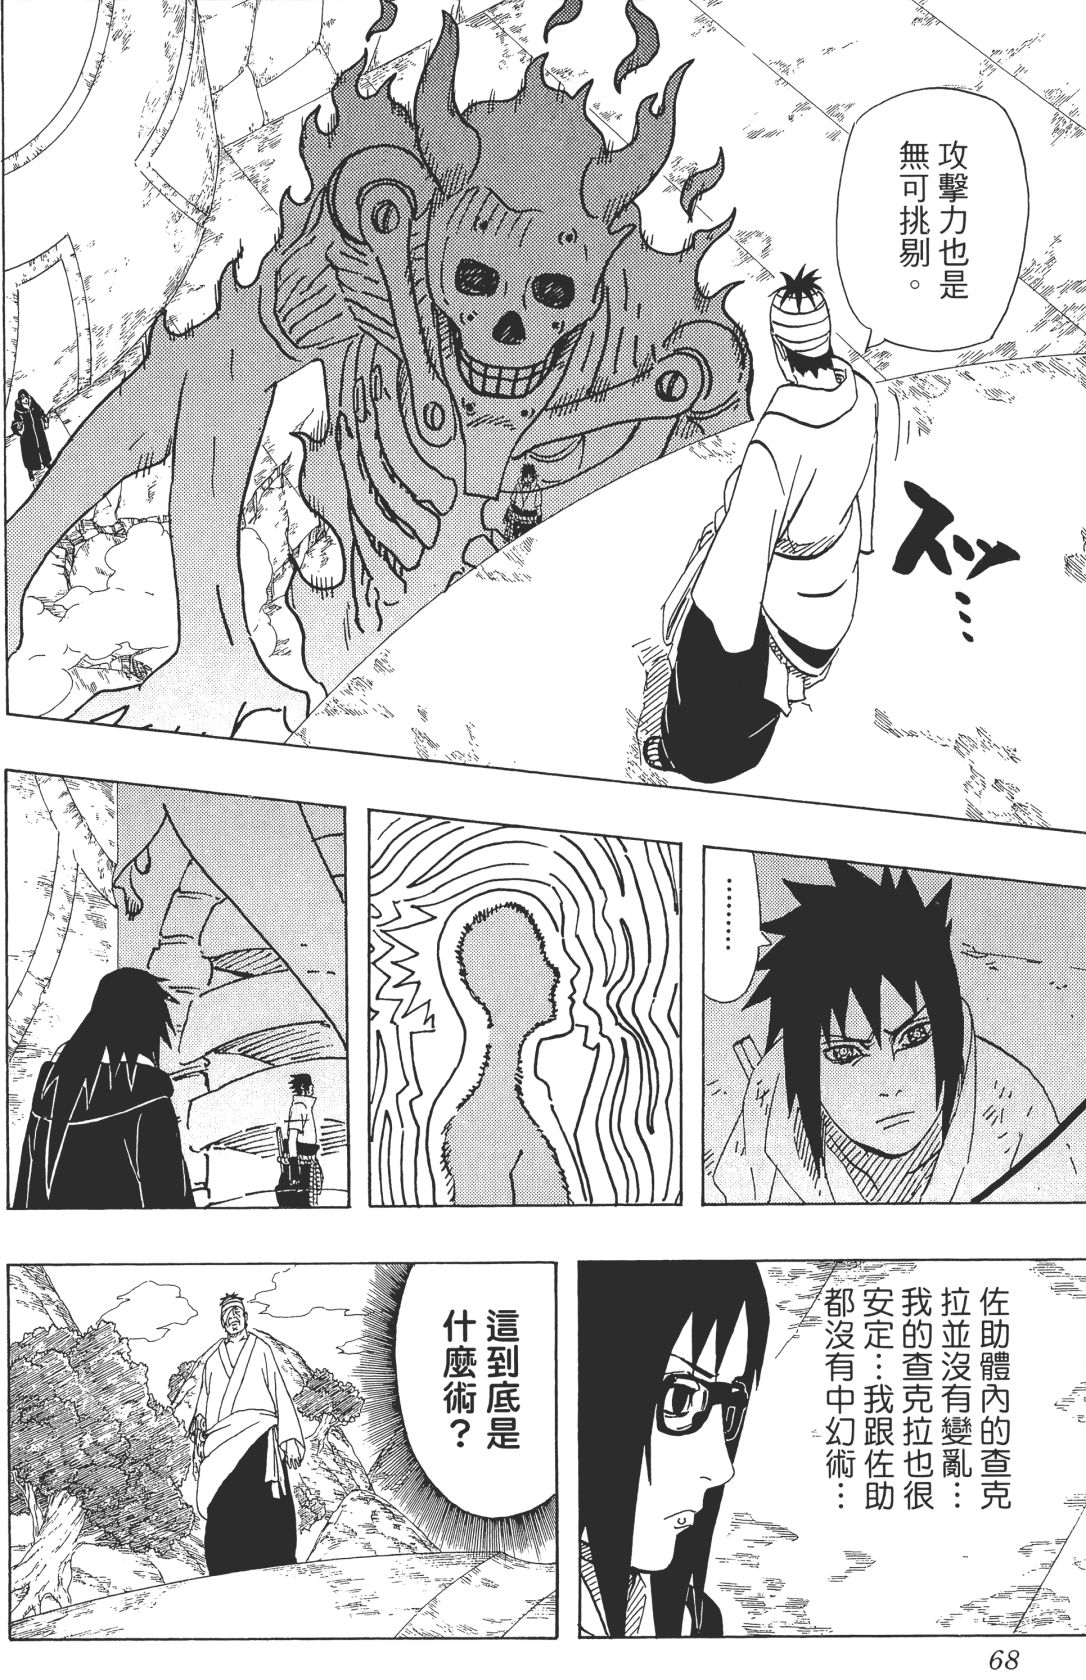 攻擊力也是
無可挑剔。
スッ…
………
佐助體內的查克
拉並沒有變亂…
我的查克拉也很
安定…我跟佐助
都沒有中幻術…
這到底是
什麼術？
68